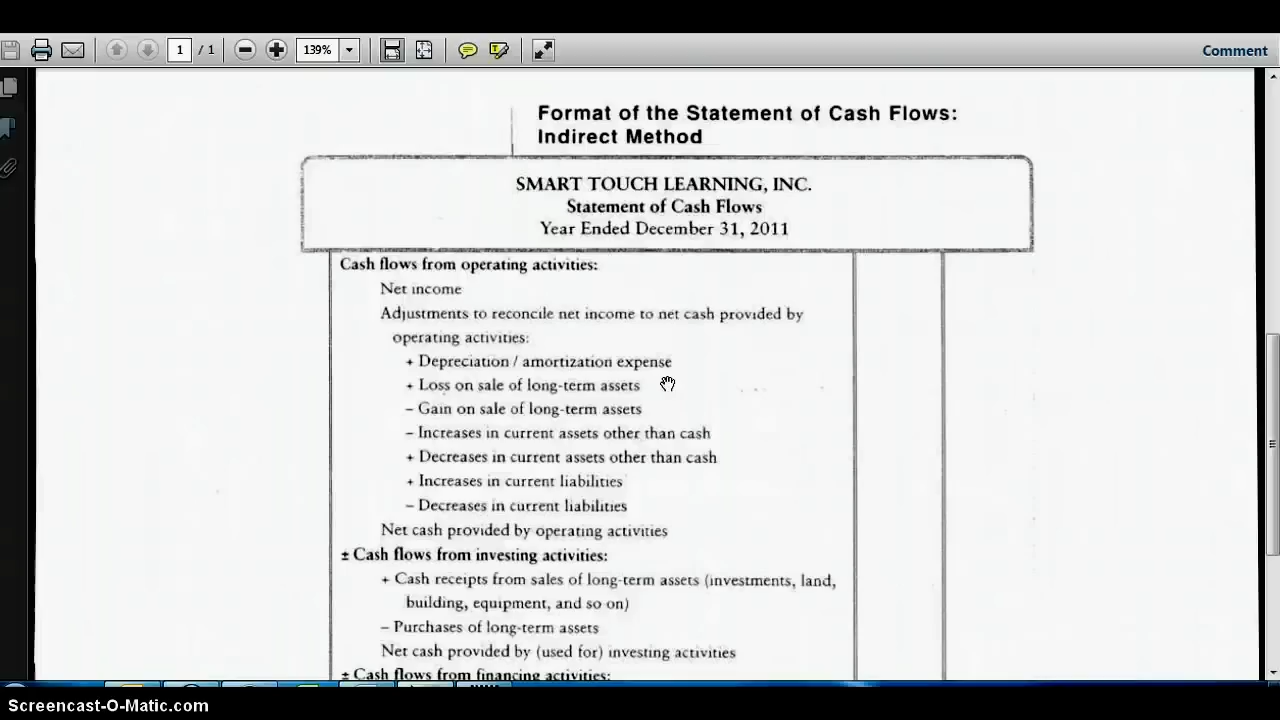 1 / 1
139%
Comment
Format of the Statement of Cash Flows:
Indirect Method
SMART TOUCH LEARNING, INC.
Statement of Cash Flows
Year Ended December 31, 2011
Cash flows from operating activities:
Net income
Adjustments to reconcile net income to net cash provided by
operating activities:
+ Depreciation / amortization expense
+ Loss on sale of long-term assets
– Gain on sale of long-term assets
– Increases in current assets other than cash
+ Decreases in current assets other than cash
+ Increases in current liabilities
– Decreases in current liabilities
Net cash provided by operating activities
± Cash flows from investing activities:
+ Cash receipts from sales of long-term assets (investments, land,
building, equipment, and so on)
– Purchases of long-term assets
Net cash provided by (used for) investing activities
± Cash flows from financing activities:
Screencast-O-Matic.com